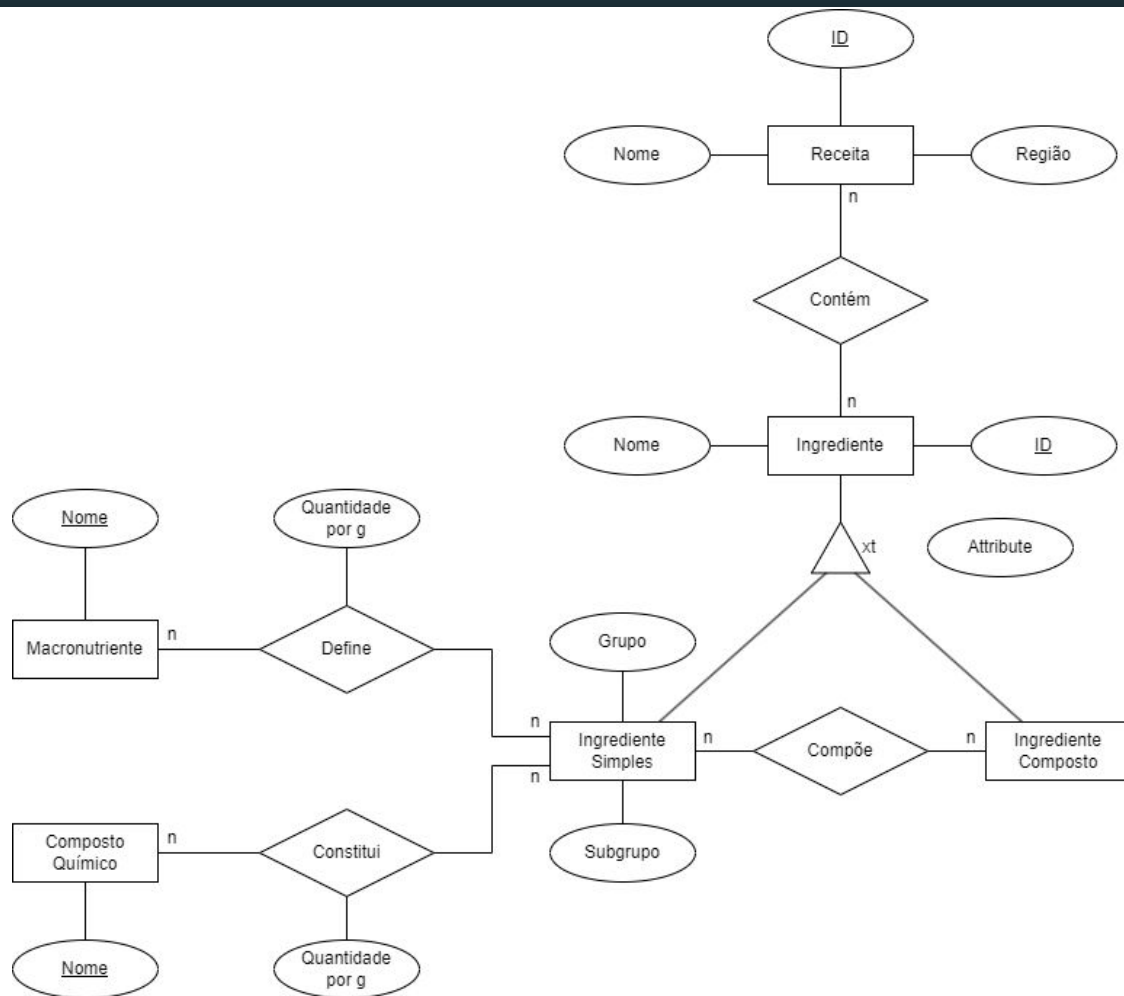 ID
Nome
Receita
Região
n
Contém
n
Nome
Ingrediente
ID
Nome
Quantidade
por g
xt
Attribute
n
Macronutriente
Define
Grupo
n
Ingrediente
Simples
n
n
Compõe
n
Ingrediente
Composto
n
Composto
Químico
Constitui
Subgrupo
Nome
Quantidade
por g